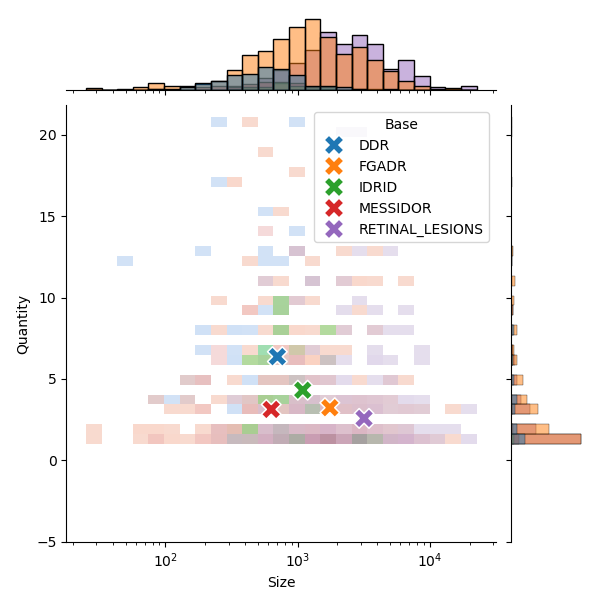 Base
DDR
FGADR
IDRID
MESSIDOR
RETINAL_LESIONS
Quantity
20
15
10
5
0
−5
10²
10³
10⁴
Size